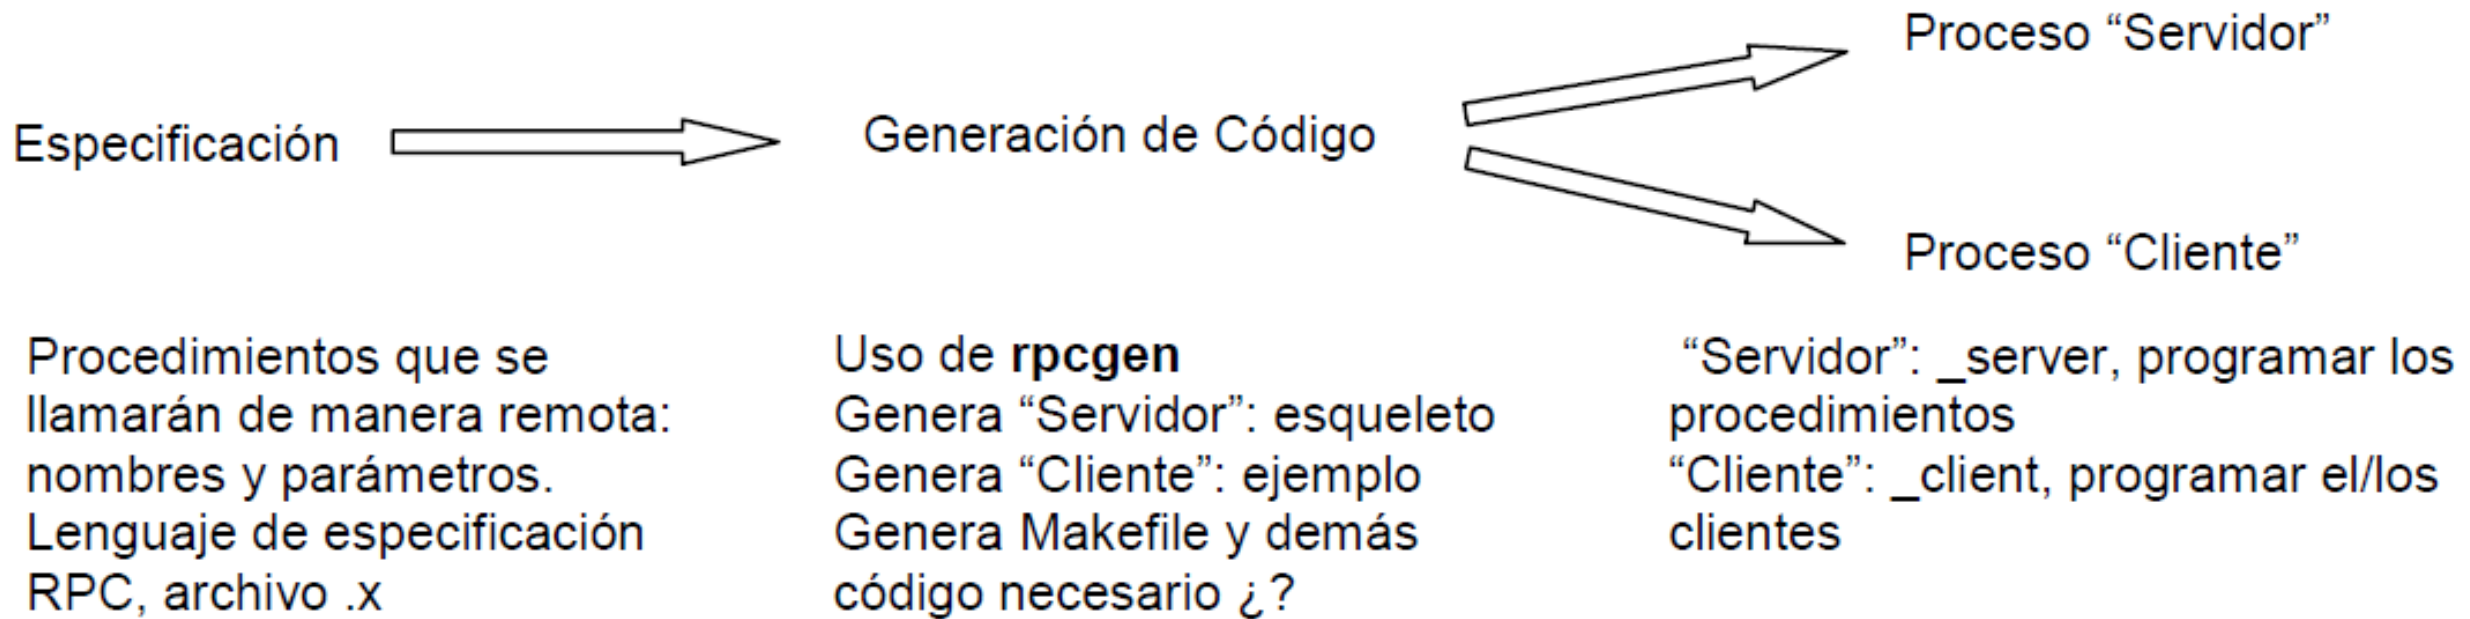 Especificación
Generación de Código
Proceso “Servidor”
Proceso “Cliente”
Procedimientos que se
llamarán de manera remota:
nombres y parámetros.
Lenguaje de especificación
RPC, archivo .x
Uso de rpcgen
Genera “Servidor”: esqueleto
Genera “Cliente”: ejemplo
Genera Makefile y demás
código necesario ¿?
“Servidor”: _server, programar los
procedimientos
“Cliente”: _client, programar el/los
clientes